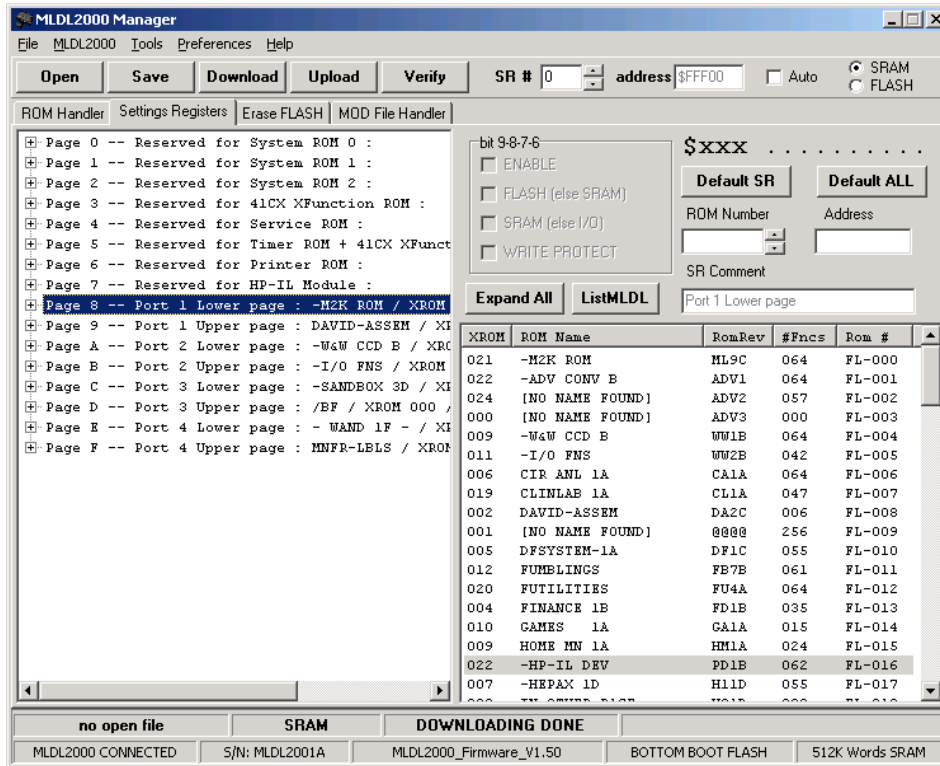 MLDL2000 Manager
File MLDL2000 Tools Preferences Help
Open Save Download Upload Verify SR # 0 address $FFF00 Auto SRAM
FLASH
ROM Handler Settings Registers Erase FLASH MOD File Handler
Page 0 -- Reserved for System ROM 0 :
Page 1 -- Reserved for System ROM 1 :
Page 2 -- Reserved for System ROM 2 :
Page 3 -- Reserved for 41CX XFunction ROM :
Page 4 -- Reserved for Service ROM :
Page 5 -- Reserved for Timer ROM + 41CX XFunct
Page 6 -- Reserved for Printer ROM :
Page 7 -- Reserved for HP-IL Module :
Page 8 -- Port 1 Lower page : -M2K ROM / XROM
Page 9 -- Port 1 Upper page : DAVID-ASSEM / XR
Page A -- Port 2 Lower page : -W&W CCD B / XRO
Page B -- Port 2 Upper page : -I/O FNS / XROM
Page C -- Port 3 Lower page : -SANDBOX 3D / XR
Page D -- Port 3 Upper page : /BF / XROM 000 /
Page E -- Port 4 Lower page : - WAND 1F - / XR
Page F -- Port 4 Upper page : MNFR-LBLS / XROM
bit 9-8-7-6
ENABLE
FLASH (else SRAM)
SRAM (else I/O)
WRITE PROTECT
$xxx . . . . . . . . . .
Default SR Default ALL
ROM Number Address
SR Comment
Expand All ListMLDL Port 1 Lower page
XROM ROM Name RomRev #Fncs Rom #
021 -M2K ROM ML9C 064 FL-000
022 -ADV CONV B ADV1 064 FL-001
024 [NO NAME FOUND] ADV2 057 FL-002
000 [NO NAME FOUND] ADV3 000 FL-003
009 -W&W CCD B WW1B 064 FL-004
011 -I/O FNS WW2B 042 FL-005
006 CIR ANL 1A CA1A 064 FL-006
019 CLINLAB 1A CL1A 047 FL-007
002 DAVID-ASSEM DA2C 006 FL-008
001 [NO NAME FOUND] @@@@ 256 FL-009
005 DFSYSTEM-1A DF1C 055 FL-010
012 FUMBLINGS FB7B 061 FL-011
020 FUTILITIES FU4A 064 FL-012
004 FINANCE 1B FD1B 035 FL-013
010 GAMES 1A GA1A 015 FL-014
009 HOME MN 1A HM1A 024 FL-015
022 -HP-IL DEV PD1B 062 FL-016
007 -HEPAX 1D H11D 055 FL-017
no open file SRAM DOWNLOADING DONE
MLDL2000 CONNECTED S/N: MLDL2001A MLDL2000_Firmware_V1.50 BOTTOM BOOT FLASH 512K Words SRAM